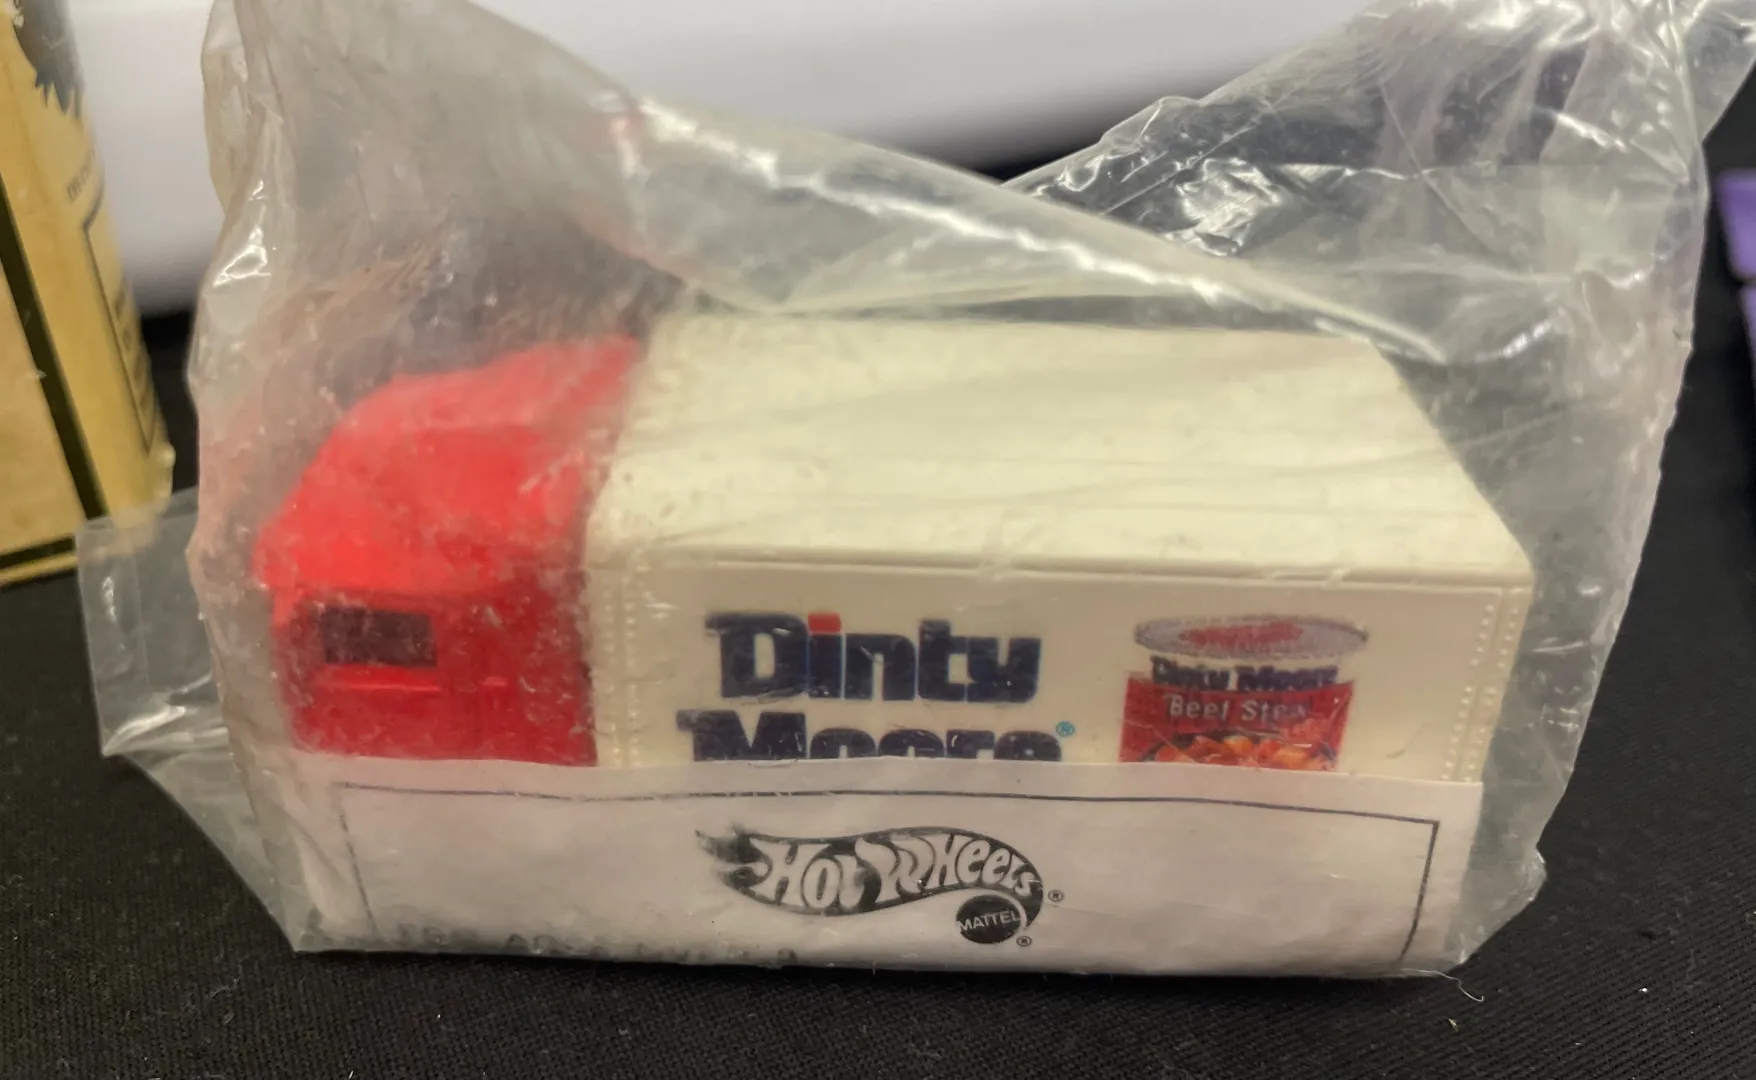 Dinty
Moore®
Dinty Moore
Beef Stew
Hot Wheels®
MATTEL®